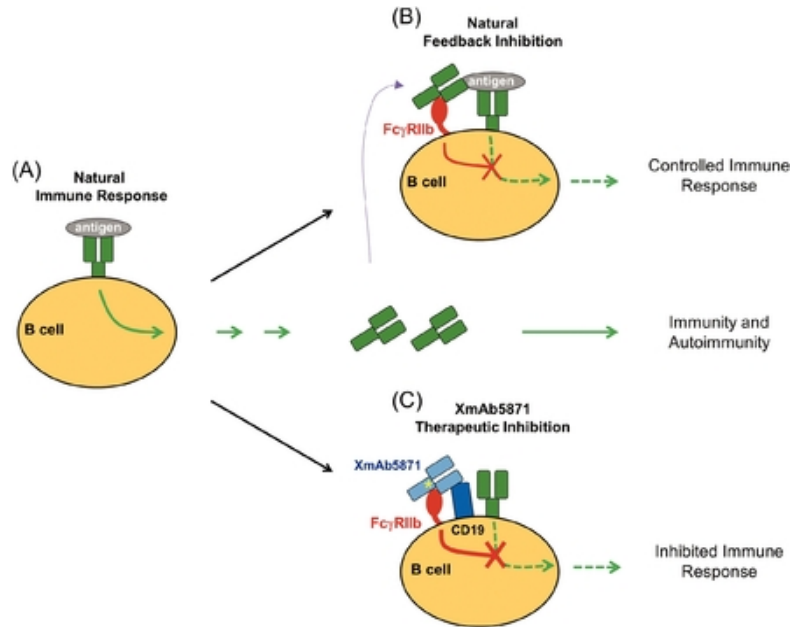 (A)
Natural
Immune Response
antigen
B cell
(B)
Natural
Feedback Inhibition
antigen
FcγRIIb
B cell
Controlled Immune
Response
Immunity and
Autoimmunity
(C)
XmAb5871
Therapeutic Inhibition
XmAb5871
FcγRIIb
CD19
B cell
Inhibited Immune
Response